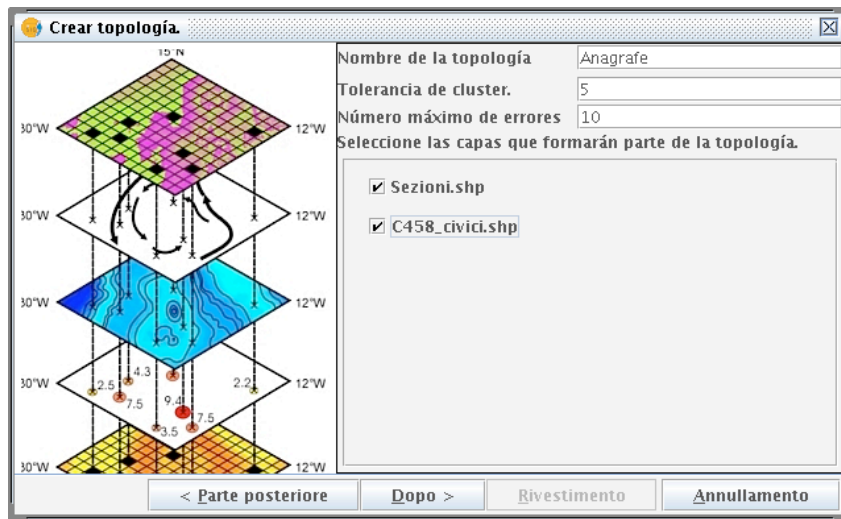 Crear topología.
15°N
Nombre de la topología Anagrafe
Tolerancia de cluster. 5
Número máximo de errores 10
Seleccione las capas que formarán parte de la topología.
Sezioni.shp
C458_civici.shp
30°W 12°W
30°W 12°W
30°W 12°W
30°W 12°W
4.3 2.2
2.5 9.4
7.5 7.5
3.5
30°W 12°W
< Parte posteriore
Dopo >
Rivestimento
Annullamento